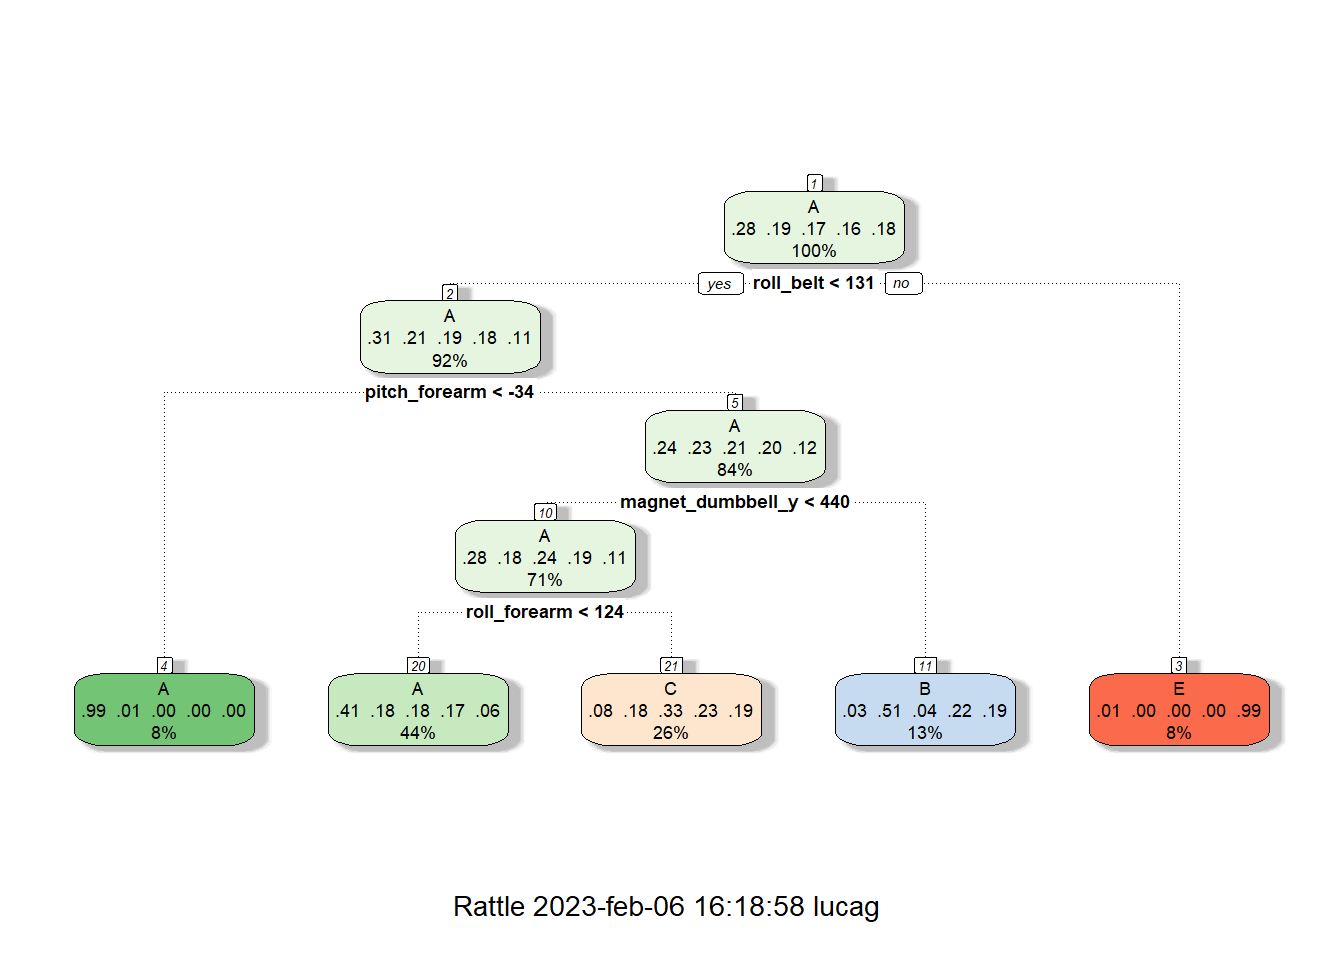 1
A
.28 .19 .17 .16 .18
100%
yes roll_belt < 131 no
2
A
.31 .21 .19 .18 .11
92%
pitch_forearm < -34
5
A
.24 .23 .21 .20 .12
84%
magnet_dumbbell_y < 440
10
A
.28 .18 .24 .19 .11
71%
roll_forearm < 124
4
A
.99 .01 .00 .00 .00
8%
20
A
.41 .18 .18 .17 .06
44%
21
C
.08 .18 .33 .23 .19
26%
11
B
.03 .51 .04 .22 .19
13%
3
E
.01 .00 .00 .00 .99
8%
Rattle 2023-feb-06 16:18:58 lucag